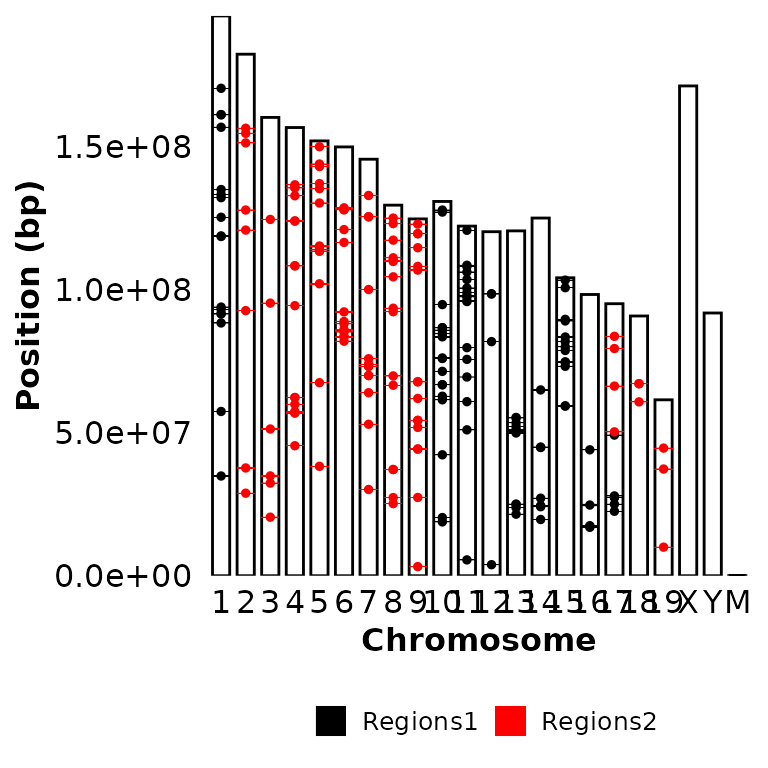 Position (bp)
1.5e+08
1.0e+08
5.0e+07
0.0e+00
1 2 3 4 5 6 7 8 9 10 11 12 13 14 15 16 17 18 19 X Y M
Chromosome
Regions1 Regions2